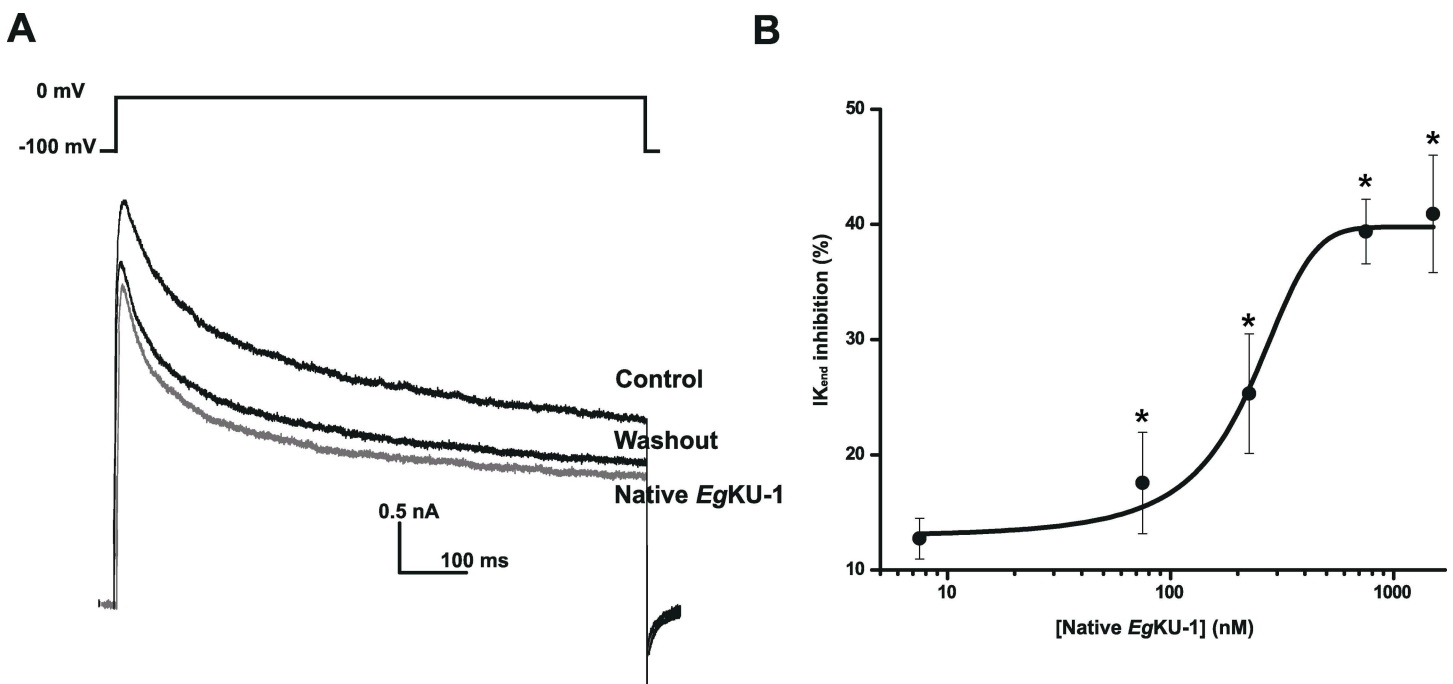 A
0 mV
-100 mV
Control
Washout
Native EgKU-1
0.5 nA
100 ms
B
50
40
30
20
10
IKend inhibition (%)
*
*
*
*
10
100
1000
[Native EgKU-1] (nM)